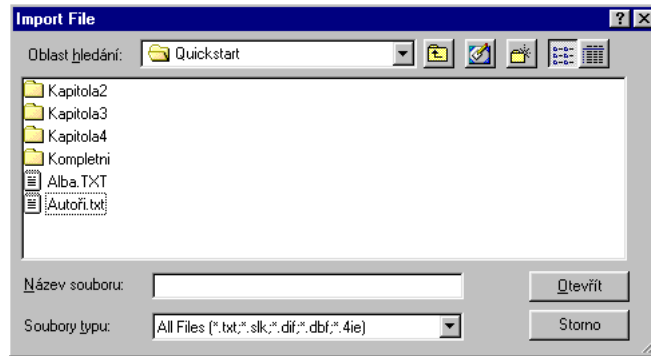 Import File
Oblast hledání: Quickstart
Kapitola2
Kapitola3
Kapitola4
Kompletni
Alba.TXT
Autoři.txt
Název souboru: Otevřít
Soubory typu: All Files (*.txt;*.slk;*.dif;*.dbf;*.4ie) Storno